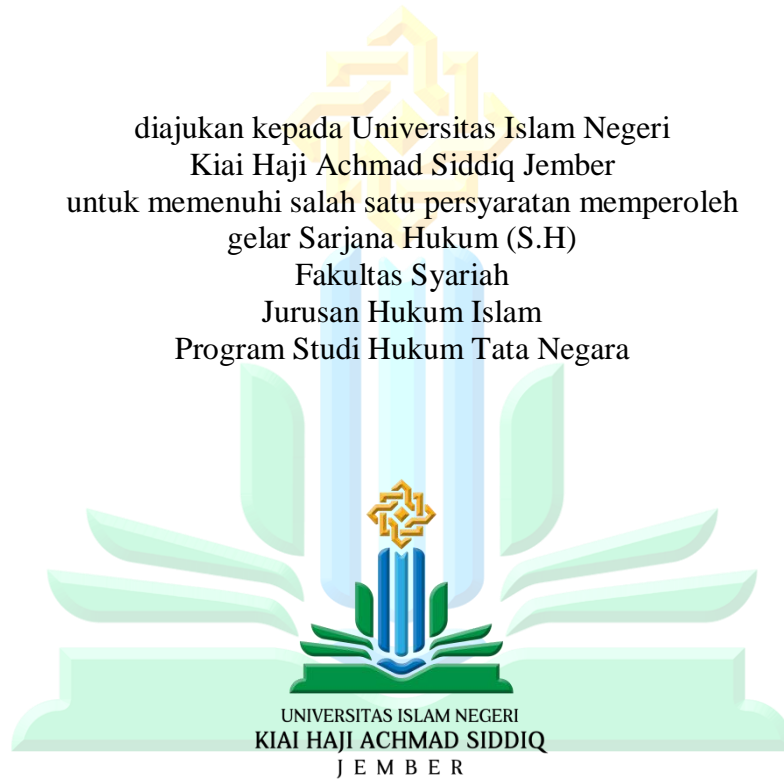 diajukan kepada Universitas Islam Negeri
Kiai Haji Achmad Siddiq Jember
untuk memenuhi salah satu persyaratan memperoleh
gelar Sarjana Hukum (S.H)
Fakultas Syariah
Jurusan Hukum Islam
Program Studi Hukum Tata Negara
UNIVERSITAS ISLAM NEGERI
KIAI HAJI ACHMAD SIDDIQ
JEMBER